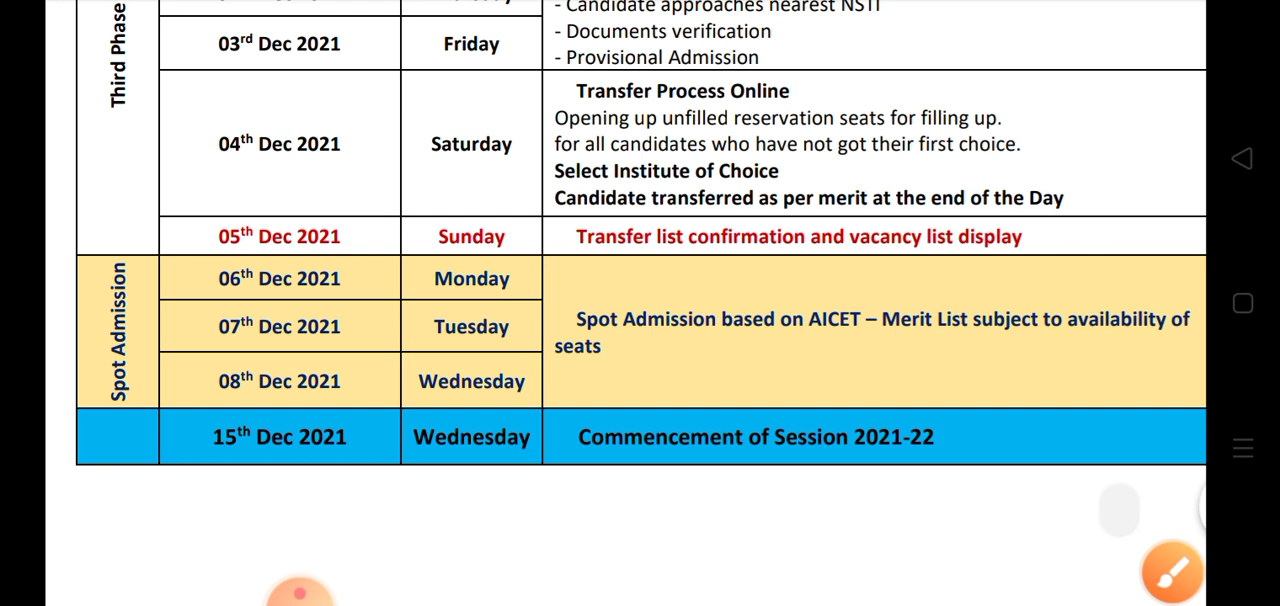 Third Phase
- Candidate approaches nearest NSTI
03rd Dec 2021 Friday
- Documents verification
- Provisional Admission
04th Dec 2021 Saturday
Transfer Process Online
Opening up unfilled reservation seats for filling up.
for all candidates who have not got their first choice.
Select Institute of Choice
Candidate transferred as per merit at the end of the Day
05th Dec 2021 Sunday Transfer list confirmation and vacancy list display
Spot Admission
06th Dec 2021 Monday
07th Dec 2021 Tuesday
08th Dec 2021 Wednesday
Spot Admission based on AICET – Merit List subject to availability of
seats
15th Dec 2021 Wednesday Commencement of Session 2021-22